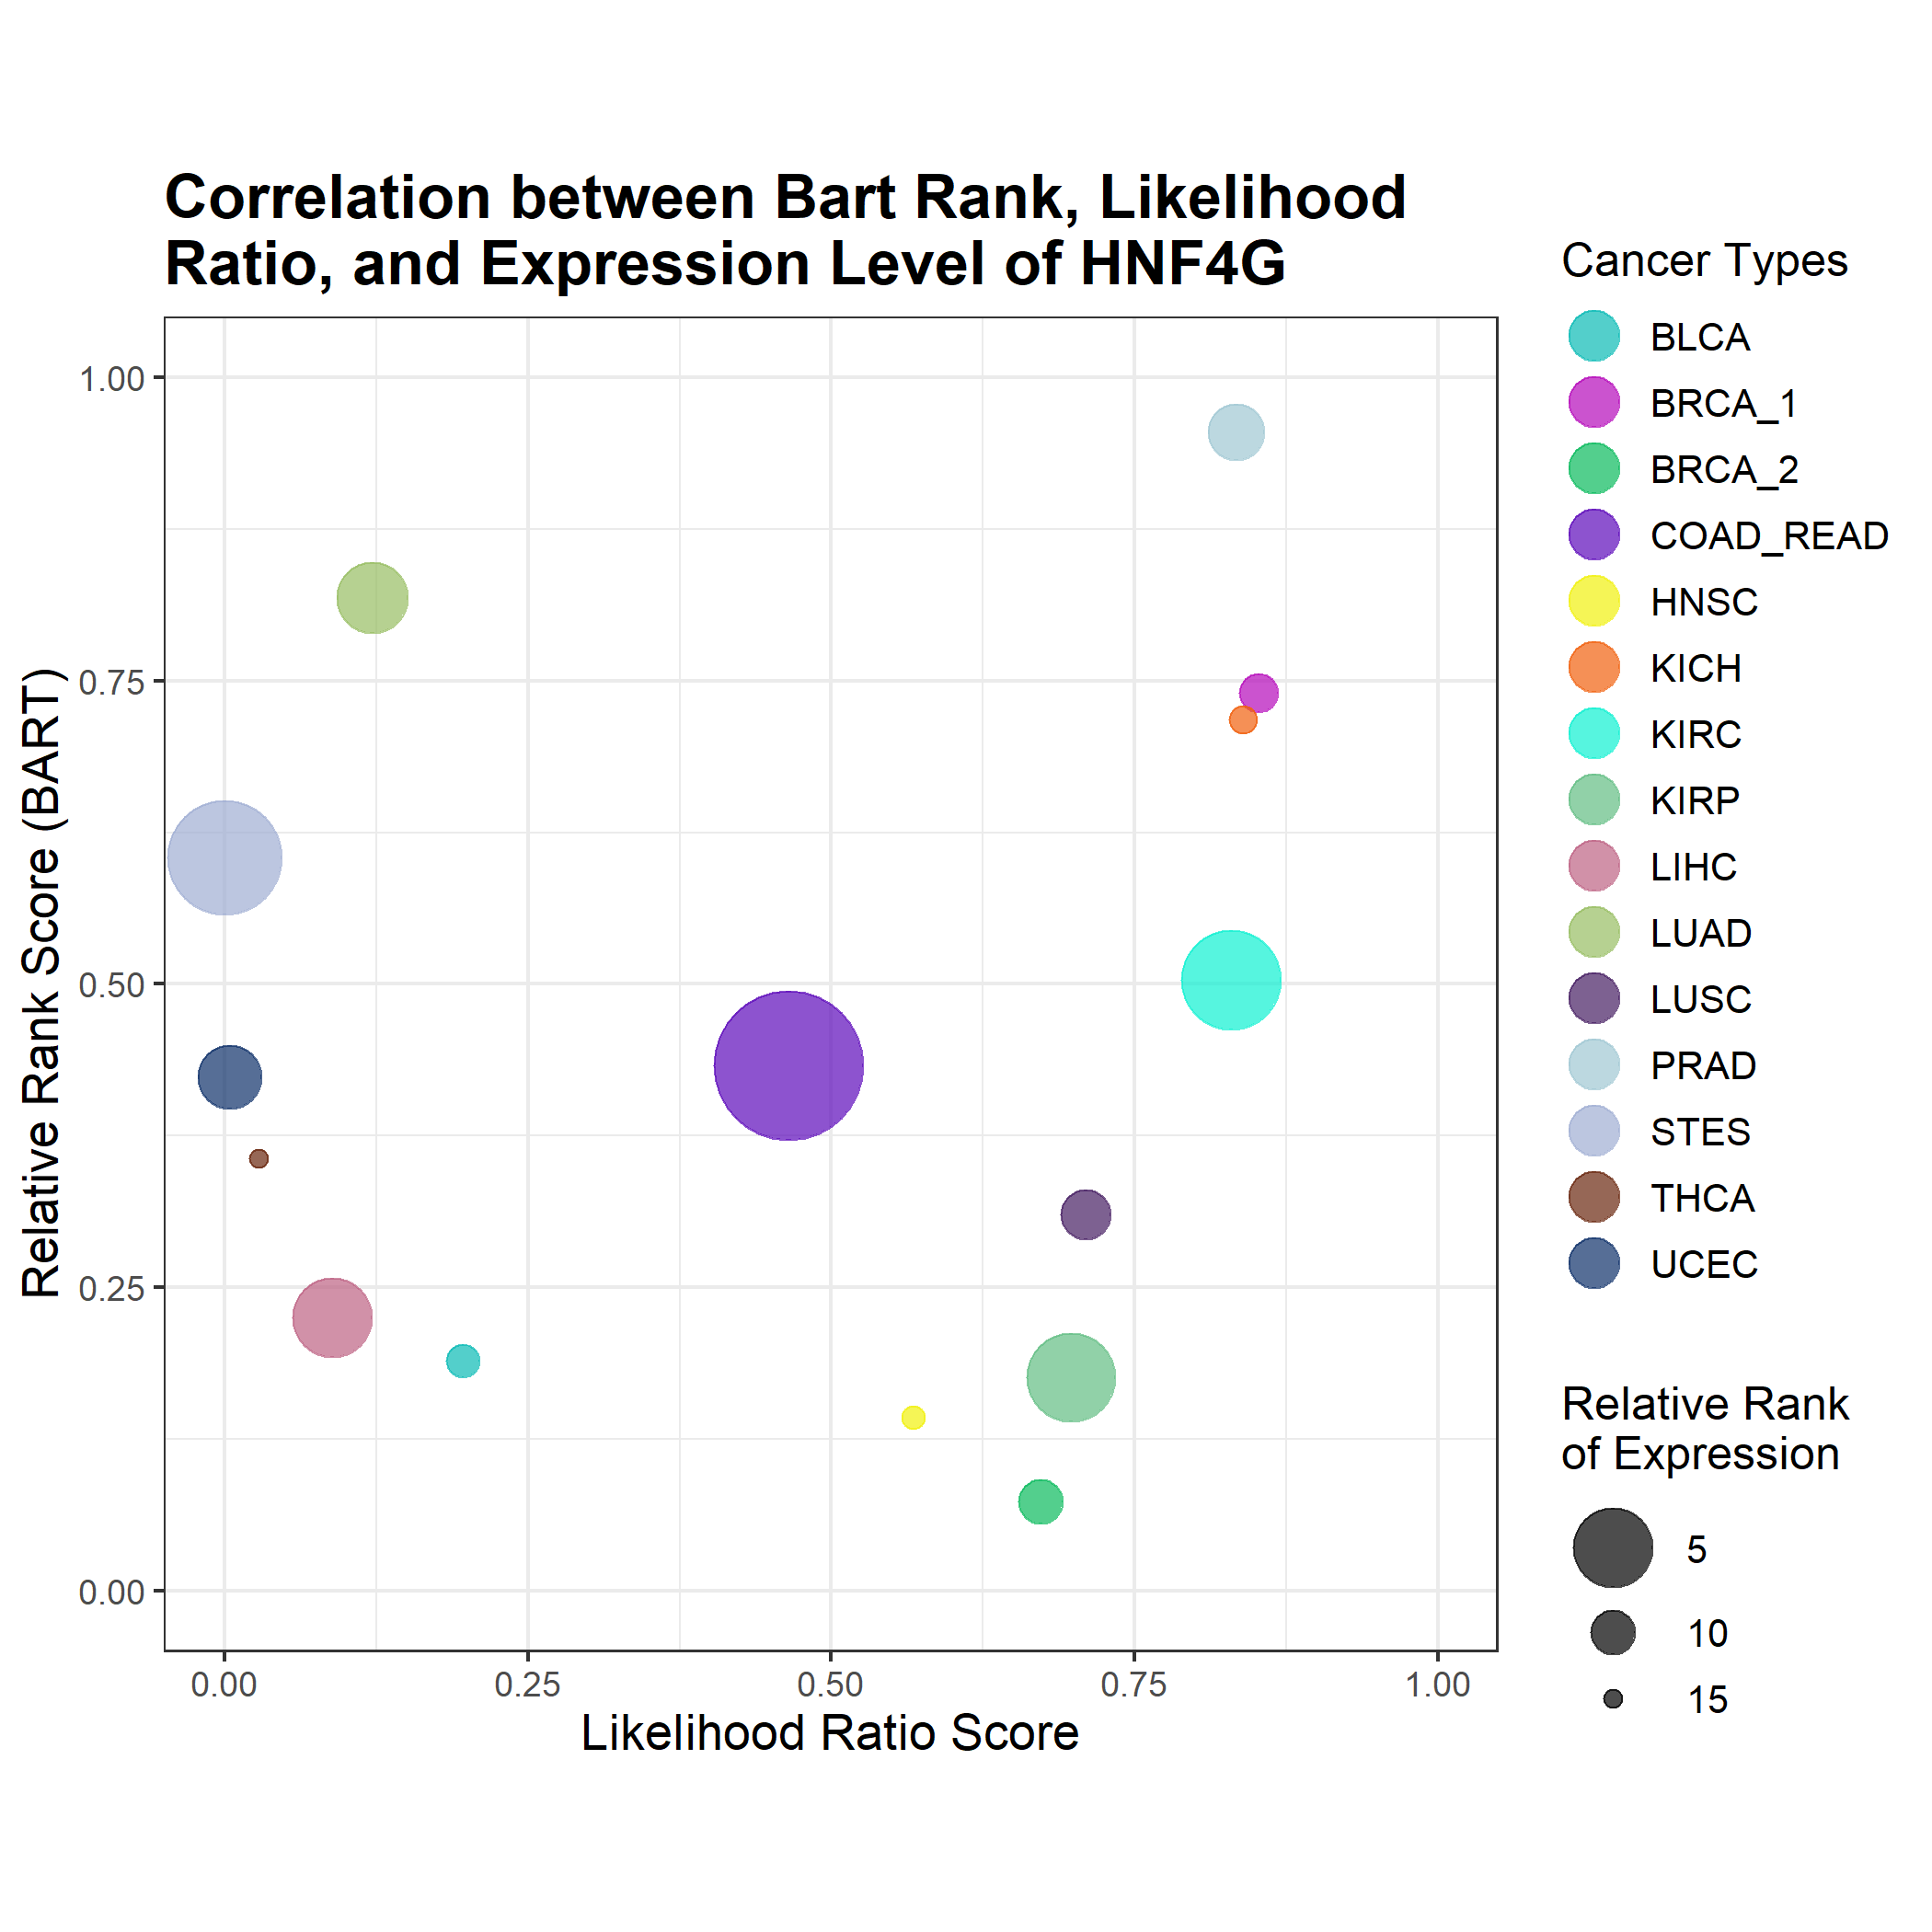 Correlation between Bart Rank, Likelihood
Ratio, and Expression Level of HNF4G
Relative Rank Score (BART)
1.00
0.75
0.50
0.25
0.00
0.00 0.25 0.50 0.75 1.00
Likelihood Ratio Score
Cancer Types
BLCA
BRCA_1
BRCA_2
COAD_READ
HNSC
KICH
KIRC
KIRP
LIHC
LUAD
LUSC
PRAD
STES
THCA
UCEC
Relative Rank
of Expression
5
10
15